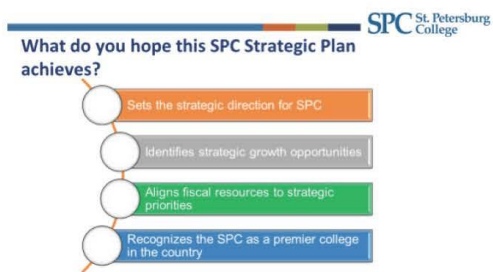 SPC St. Petersburg
College
What do you hope this SPC Strategic Plan
achieves?
Sets the strategic direction for SPC
Identifies strategic growth opportunities
Aligns fiscal resources to strategic
priorities
Recognizes the SPC as a premier college
in the country